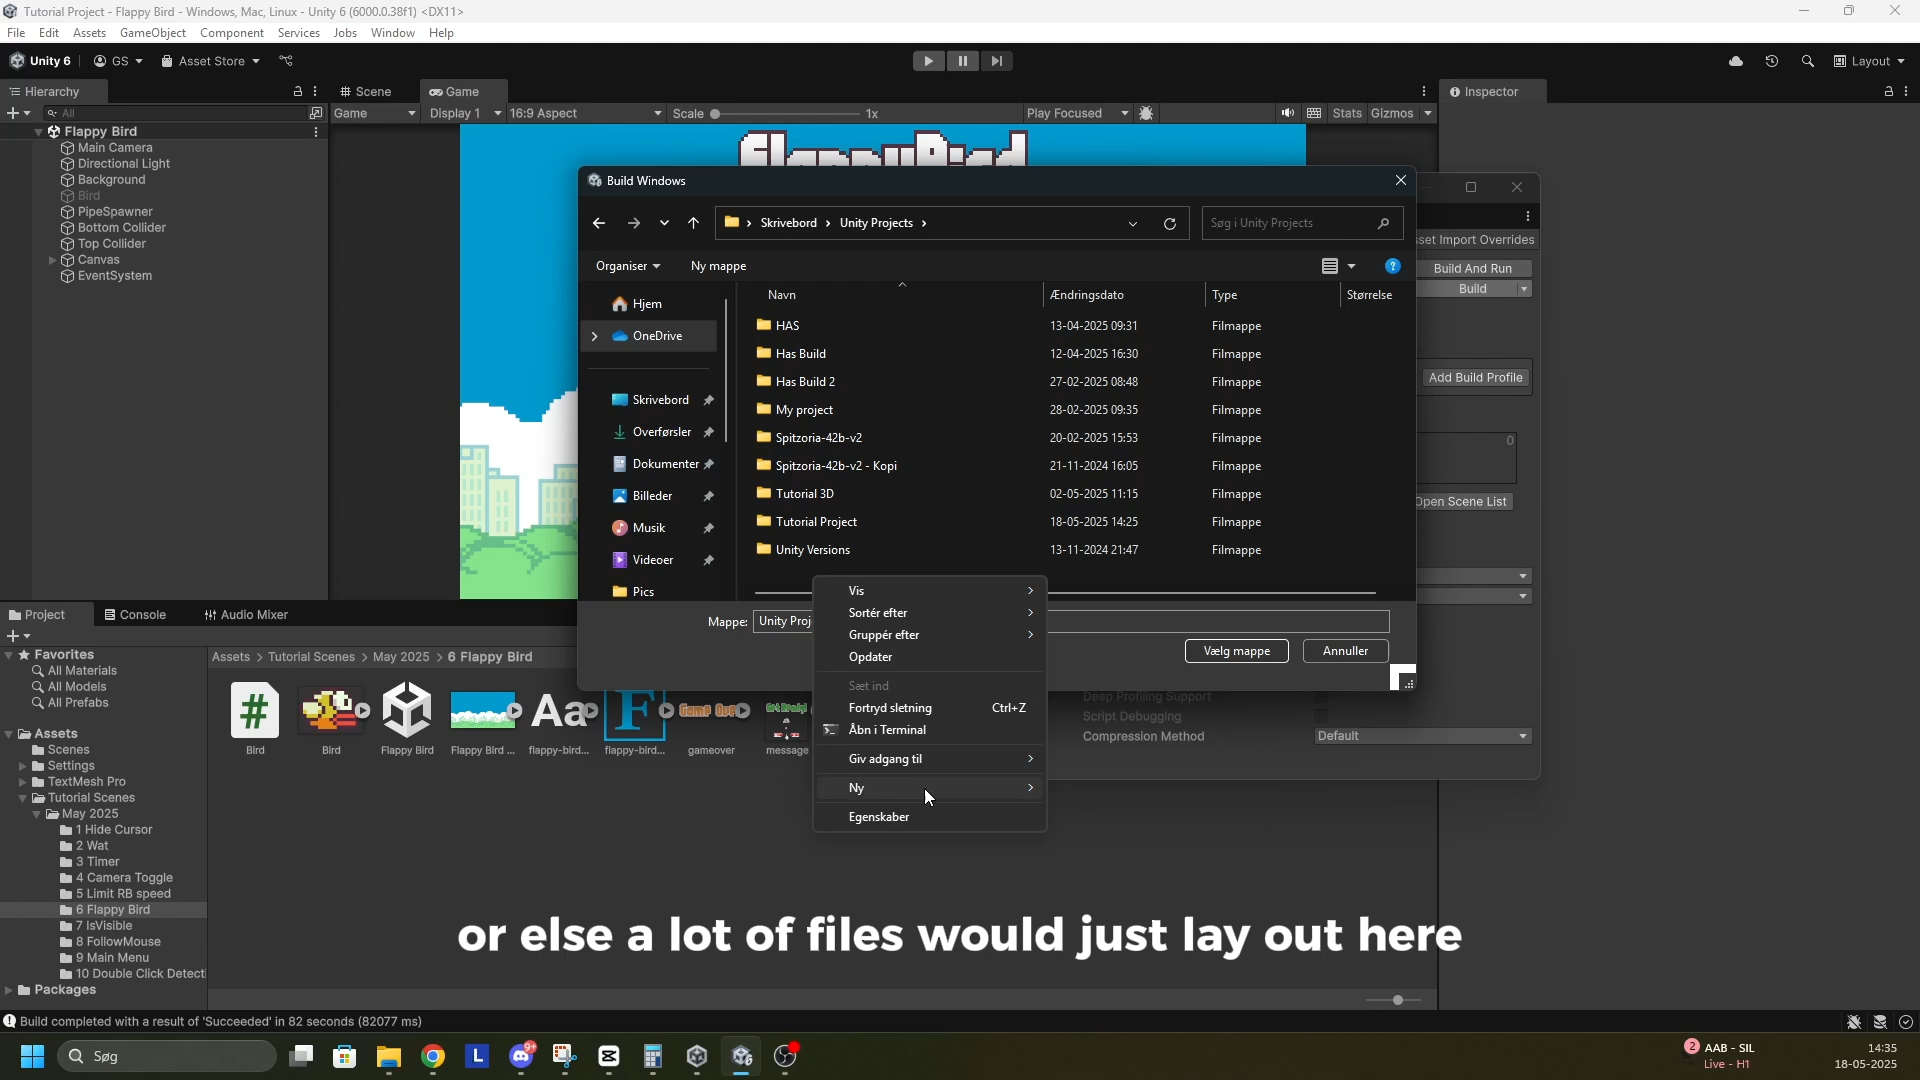 Tutorial Project - Flappy Bird - Windows, Mac, Linux - Unity 6 (6000.0.38f1) <DX11>
File Edit Assets GameObject Component Services Jobs Window Help
Unity 6 GS Asset Store Layout
Hierarchy Scene Game Inspector
All Game Display 1 16:9 Aspect Scale 1x Play Focused Stats Gizmos
Flappy Bird
Main Camera
Directional Light
Background
Bird
PipeSpawner
Bottom Collider
Top Collider
Canvas
EventSystem
Build Windows
Skrivebord › Unity Projects ›
Søg i Unity Projects
Organiser Ny mappe
Navn Ændringsdato Type Størrelse
Hjem
OneDrive
Skrivebord
Overførsler
Dokumenter
Billeder
Musik
Videoer
Pics
HAS 13-04-2025 09:31 Filmappe
Has Build 12-04-2025 16:30 Filmappe
Has Build 2 27-02-2025 08:48 Filmappe
My project 28-02-2025 09:35 Filmappe
Spitzoria-42b-v2 20-02-2025 15:53 Filmappe
Spitzoria-42b-v2 - Kopi 21-11-2024 16:05 Filmappe
Tutorial 3D 02-05-2025 11:15 Filmappe
Tutorial Project 18-05-2025 14:25 Filmappe
Unity Versions 13-11-2024 21:47 Filmappe
Mappe: Unity Proj
Vælg mappe Annuller
Vis
Sortér efter
Gruppér efter
Opdater
Sæt ind
Fortryd sletning Ctrl+Z
Åbn i Terminal
Giv adgang til
Ny
Egenskaber
sset Import Overrides
Build And Run
Build
Add Build Profile
0
Open Scene List
Deep Profiling Support
Script Debugging
Compression Method Default
Project Console Audio Mixer
Favorites
All Materials
All Models
All Prefabs
Assets
Scenes
Settings
TextMesh Pro
Tutorial Scenes
May 2025
1 Hide Cursor
2 Wat
3 Timer
4 Camera Toggle
5 Limit RB speed
6 Flappy Bird
7 IsVisible
8 FollowMouse
9 Main Menu
10 Double Click Detecti
Packages
Assets > Tutorial Scenes > May 2025 > 6 Flappy Bird
Bird Bird Flappy Bird Flappy Bird ... flappy-bird... flappy-bird... gameover message
or else a lot of files would just lay out here
Build completed with a result of 'Succeeded' in 82 seconds (82077 ms)
Søg
2 AAB - SIL
Live - H1
14:35
18-05-2025